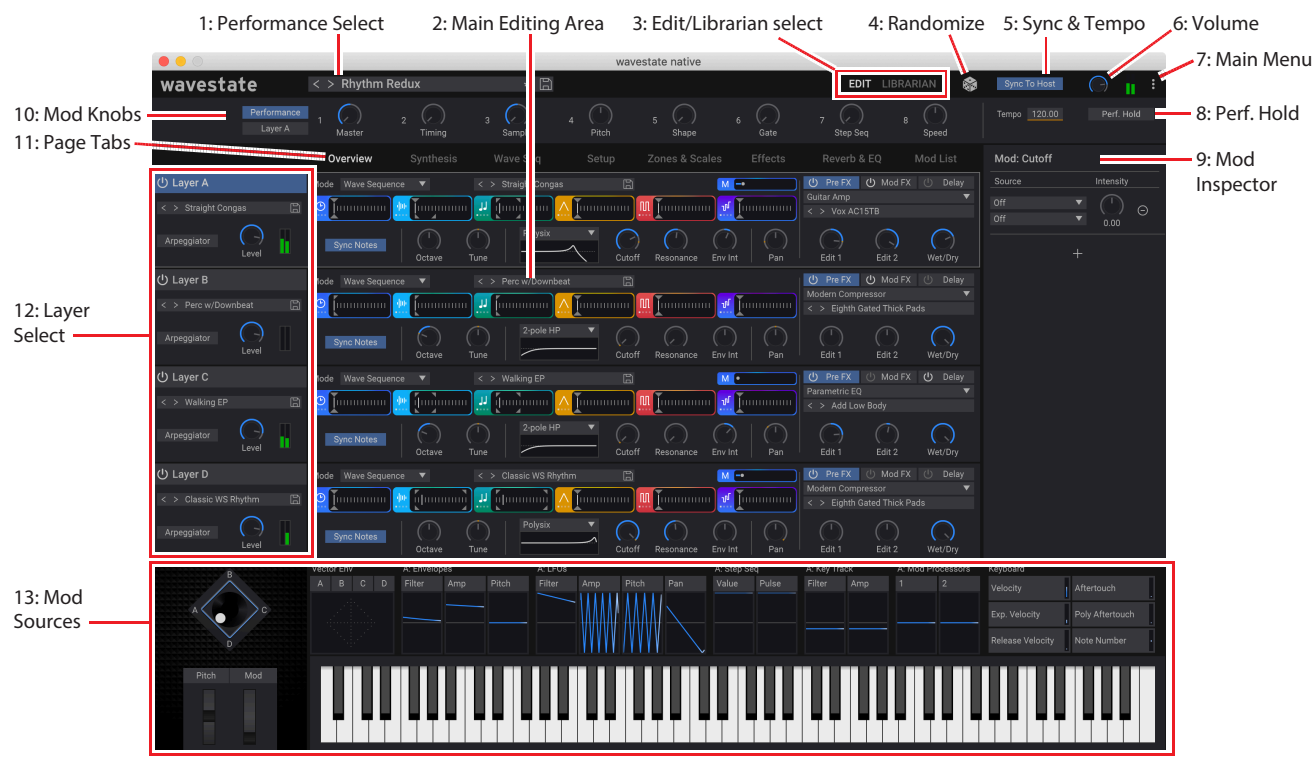 1: Performance Select
2: Main Editing Area
3: Edit/Librarian select
4: Randomize
5: Sync & Tempo
6: Volume
7: Main Menu
8: Perf. Hold
9: Mod
Inspector
10: Mod Knobs
11: Page Tabs
12: Layer
Select
13: Mod
Sources
wavestate native
wavestate
< > Rhythm Redux
EDIT LIBRARIAN
Sync To Host
Performance
Layer A
1 Master
2 Timing
3
4 Pitch
5 Shape
6 Gate
7 Step Seq
8 Speed
Tempo 120.00
Perf. Hold
Overview Synthesis Setup Zones & Scales Effects Reverb & EQ Mod List
Mod: Cutoff
Source Intensity
Off
Off
0.00
+
Layer A
< > Straight Congas
Arpeggiator
Level
Mode Wave Sequence
< > Straight Congas
M
Pre FX Mod FX Delay
Guitar Amp
< > Vox AC15TB
Sync Notes
Octave Tune
Polysix
Cutoff Resonance Env Int Pan
Edit 1 Edit 2 Wet/Dry
Layer B
< > Perc w/Downbeat
Arpeggiator
Level
Mode Wave Sequence
< > Perc w/Downbeat
M
Pre FX Mod FX Delay
Modern Compressor
< > Eighth Gated Thick Pads
Sync Notes
Octave Tune
2-pole HP
Cutoff Resonance Env Int Pan
Edit 1 Edit 2 Wet/Dry
Layer C
< > Walking EP
Arpeggiator
Level
Mode Wave Sequence
< > Walking EP
M
Pre FX Mod FX Delay
Parametric EQ
< > Add Low Body
Sync Notes
Octave Tune
2-pole HP
Cutoff Resonance Env Int Pan
Edit 1 Edit 2 Wet/Dry
Layer D
< > Classic WS Rhythm
Arpeggiator
Level
Mode Wave Sequence
< > Classic WS Rhythm
M
Pre FX Mod FX Delay
Modern Compressor
< > Eighth Gated Thick Pads
Sync Notes
Octave Tune
Polysix
Cutoff Resonance Env Int Pan
Edit 1 Edit 2 Wet/Dry
B
A C
D
Pitch Mod
Vector Env
A B C D
A: Envelopes
Filter Amp Pitch
A: LFOs
Filter Amp Pitch Pan
A: Step Seq
Value Pulse
A: Key Track
Filter Amp
A: Mod Processors
1 2
Keyboard
Velocity Aftertouch
Exp. Velocity Poly Aftertouch
Release Velocity Note Number